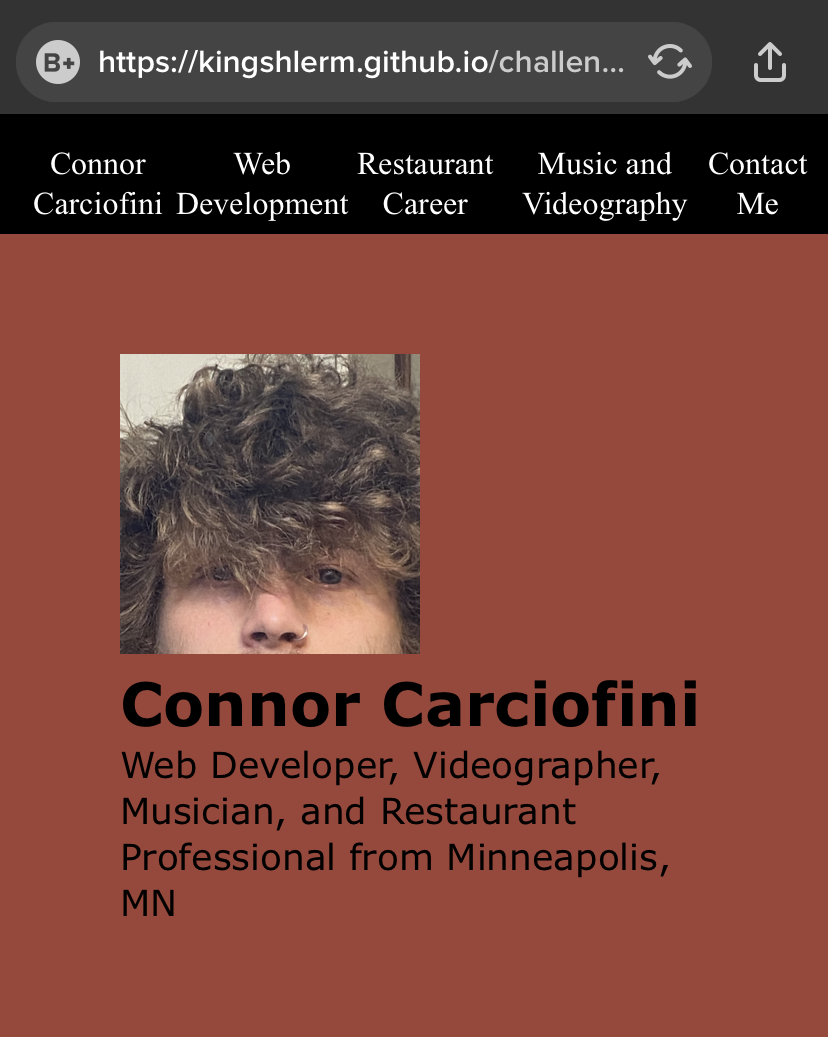 B+ https://kingshlerm.github.io/challen...
Connor Carciofini
Web Development
Restaurant Career
Music and Videography
Contact Me
Connor Carciofini
Web Developer, Videographer,
Musician, and Restaurant
Professional from Minneapolis,
MN